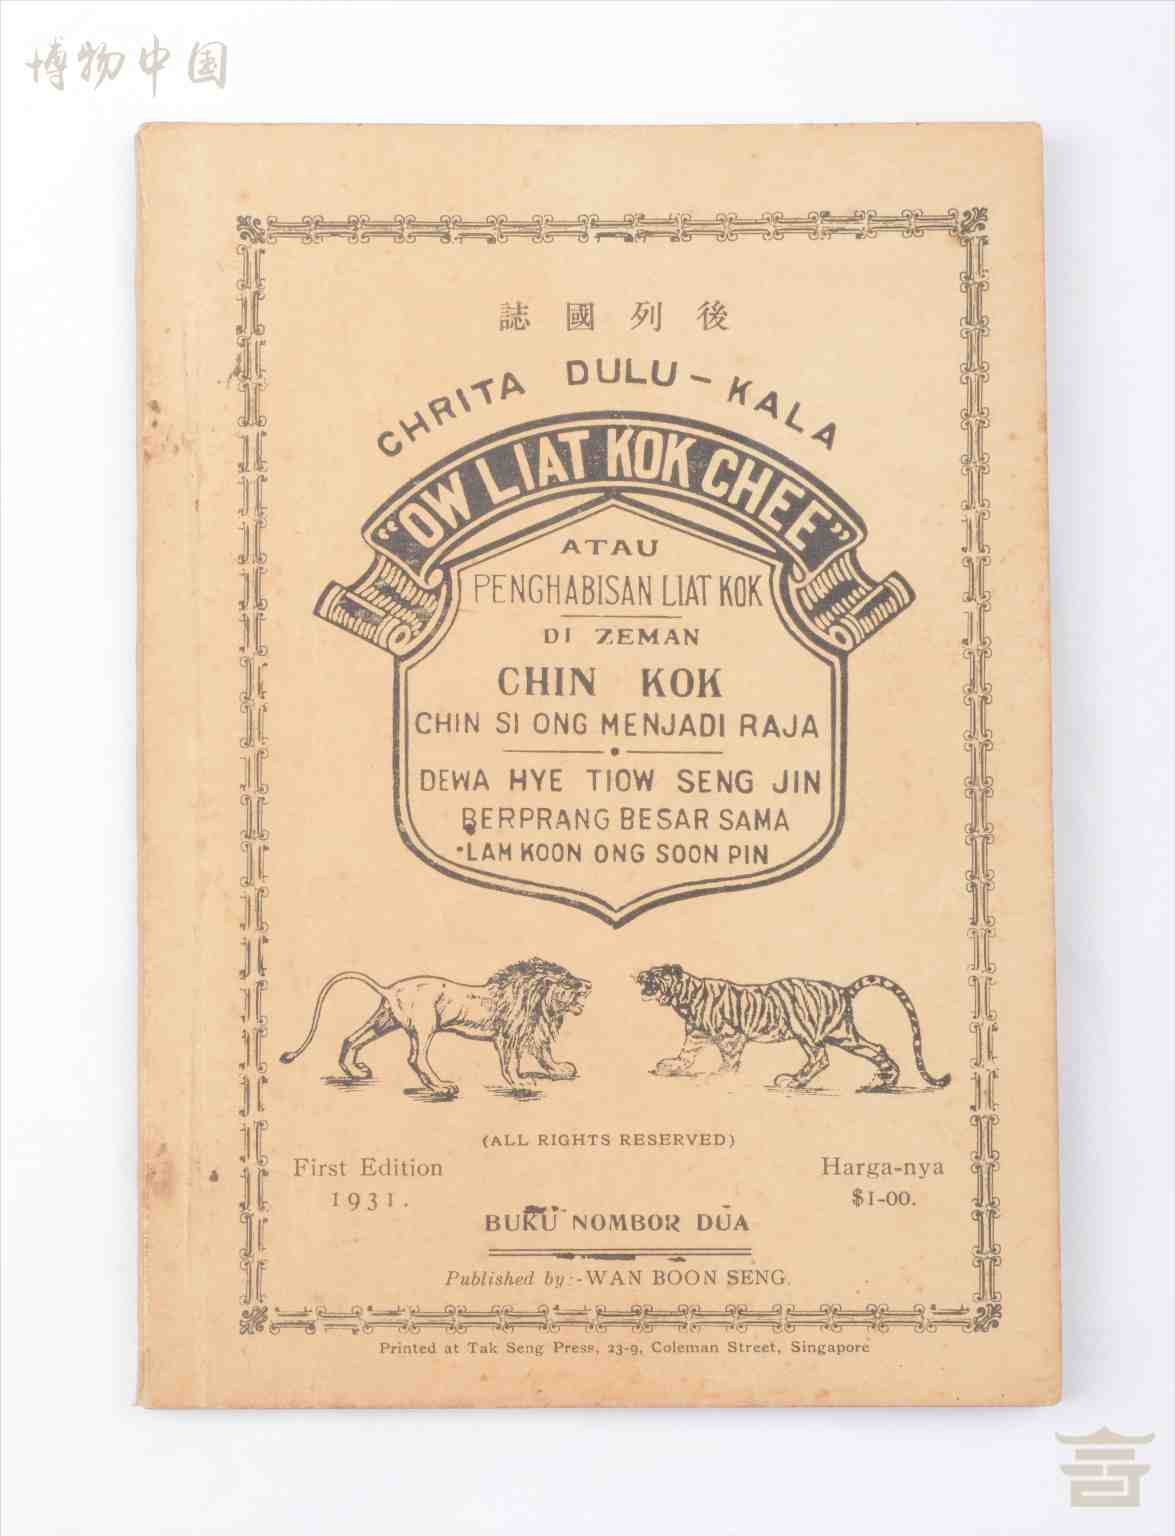 博物中国
誌國列後
CHRITA DULU-KALA
"OW LIAT KOK CHEE"
ATAU
PENGHABISAN LIAT KOK
DI ZEMAN
CHIN KOK
CHIN SI ONG MENJADI RAJA
DEWA HYE TIOW SENG JIN
BERPRANG BESAR SAMA
LAM KOON ONG SOON PIN
(ALL RIGHTS RESERVED)
First Edition
1931.
Harga-nya
$1-00.
BUKU NOMBOR DUA
Published by:-WAN BOON SENG.
Printed at Tak Seng Press, 23-9, Coleman Street, Singapore